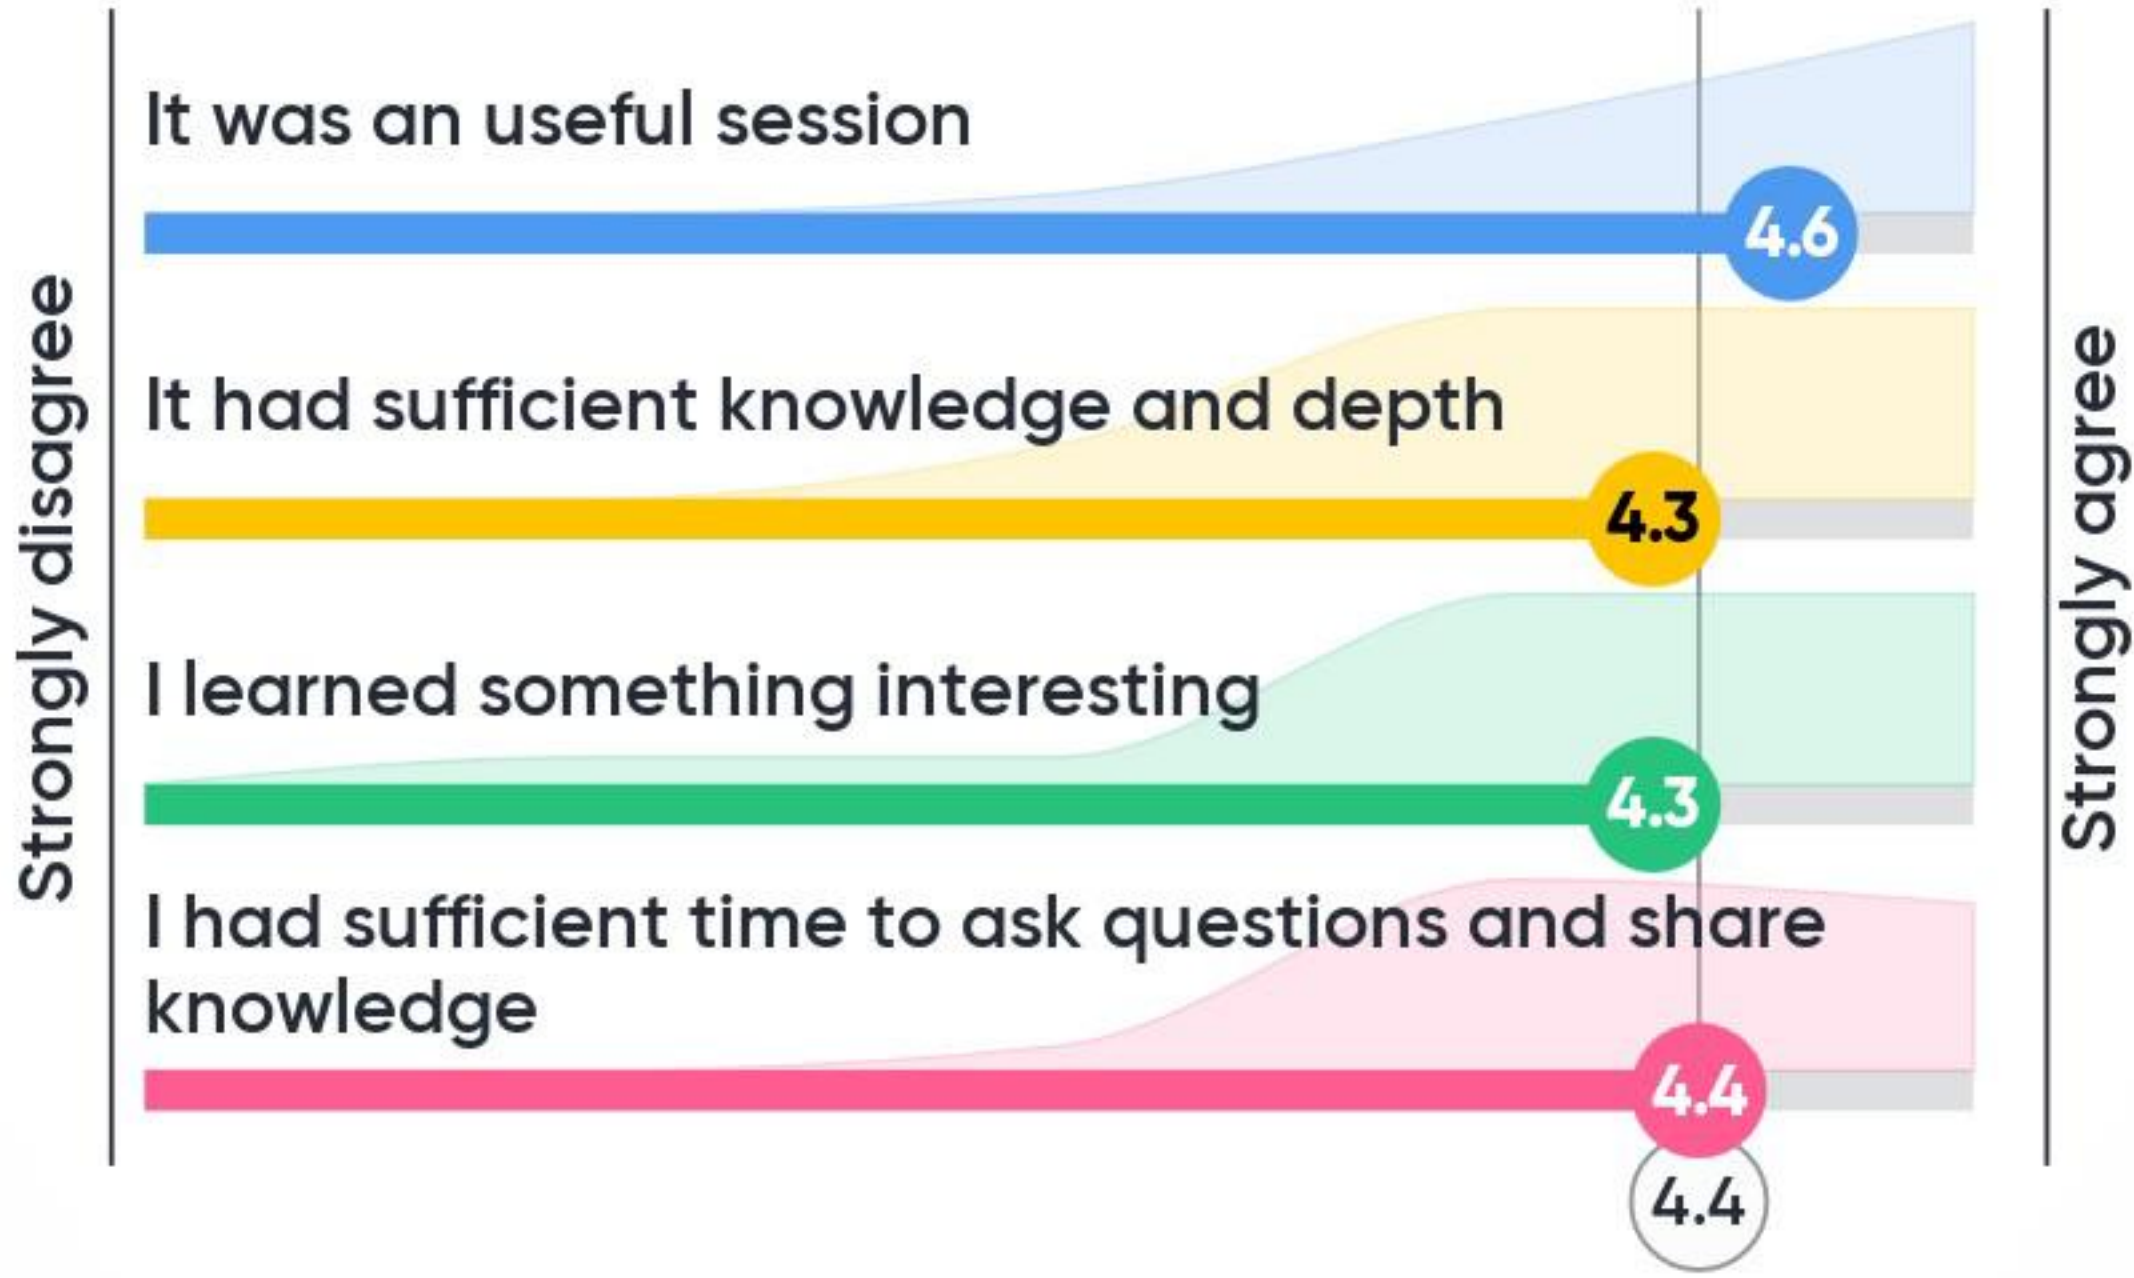 Strongly disagree
It was an useful session
4.6
It had sufficient knowledge and depth
4.3
I learned something interesting
4.3
I had sufficient time to ask questions and share
knowledge
4.4
4.4
Strongly agree